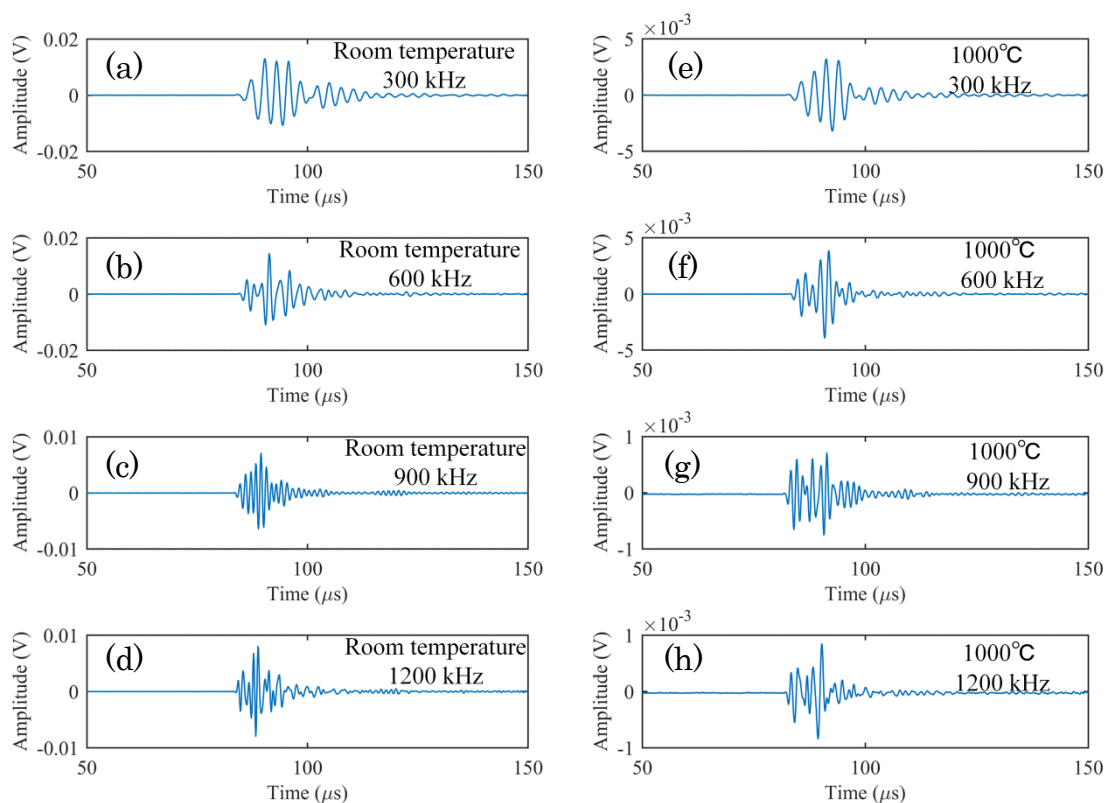 (a)
Room temperature
300 kHz
Amplitude (V)
0.02
0
-0.02
50
100
150
Time (μs)
(e)
×10⁻³
1000℃
300 kHz
Amplitude (V)
5
0
-5
50
100
150
Time (μs)
(b)
Room temperature
600 kHz
Amplitude (V)
0.02
0
-0.02
50
100
150
Time (μs)
(f)
×10⁻³
1000℃
600 kHz
Amplitude (V)
5
0
-5
50
100
150
Time (μs)
(c)
Room temperature
900 kHz
Amplitude (V)
0.01
0
-0.01
50
100
150
Time (μs)
(g)
×10⁻³
1000℃
900 kHz
Amplitude (V)
1
0
-1
50
100
150
Time (μs)
(d)
Room temperature
1200 kHz
Amplitude (V)
0.01
0
-0.01
50
100
150
Time (μs)
(h)
×10⁻³
1000℃
1200 kHz
Amplitude (V)
1
0
-1
50
100
150
Time (μs)